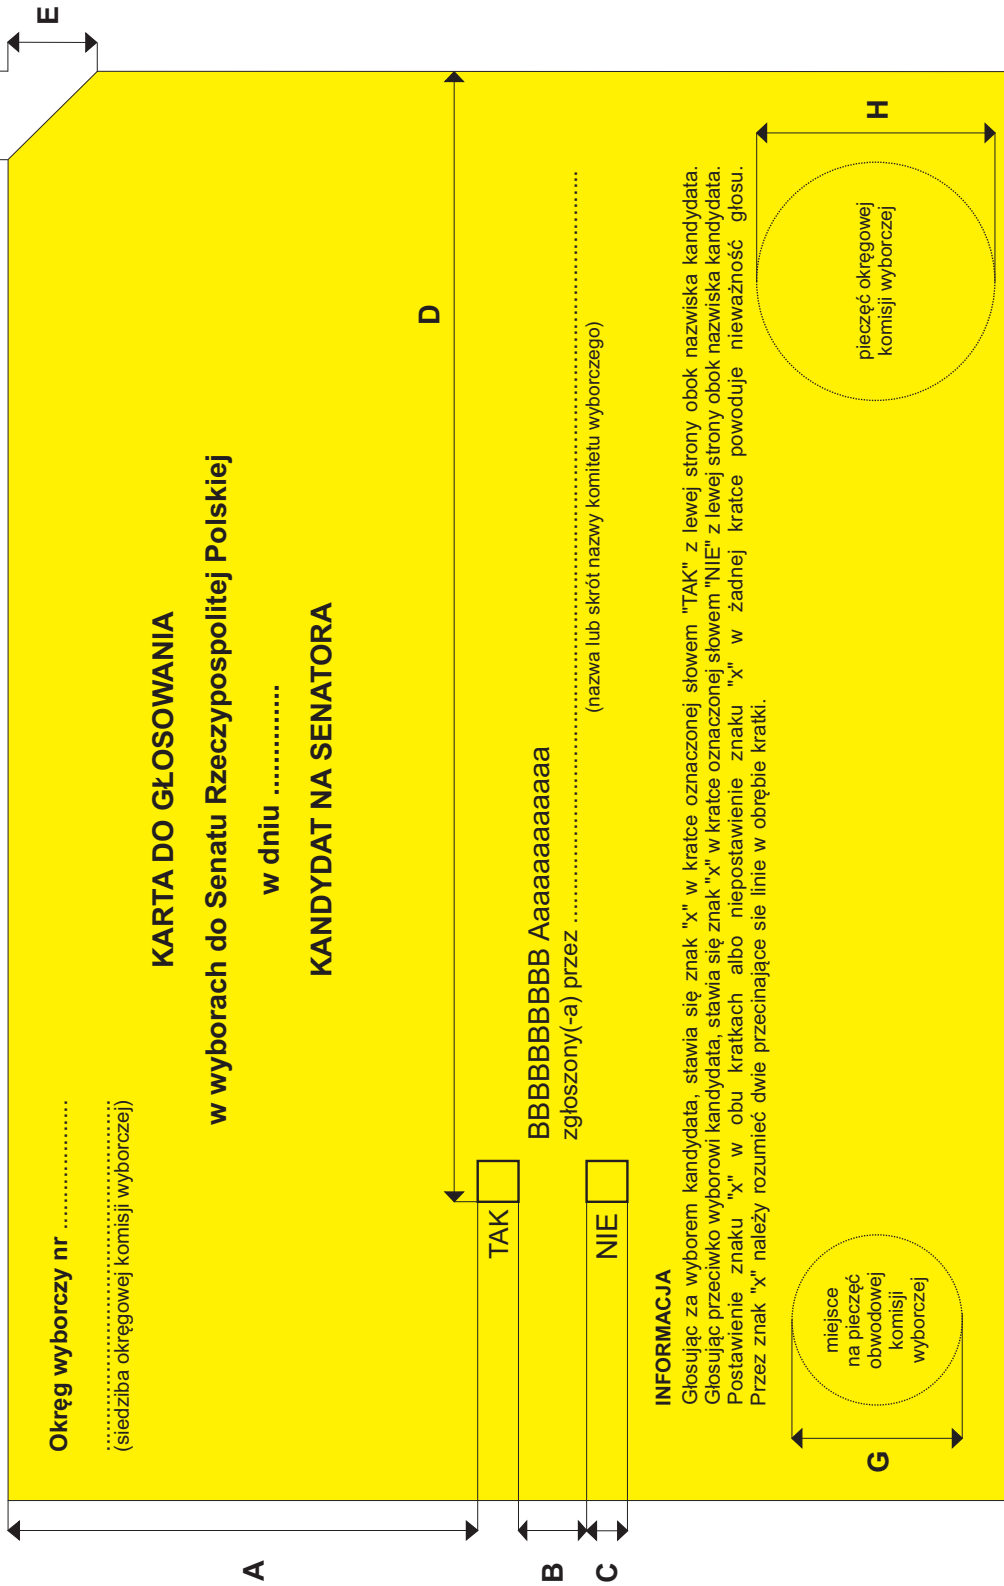 E
Okręg wyborczy nr ................
(siedziba okręgowej komisji wyborczej)
KARTA DO GŁOSOWANIA
w wyborach do Senatu Rzeczypospolitej Polskiej
w dniu ..............
KANDYDAT NA SENATORA
A
D
TAK
B
BBBBBBBBBB Aaaaaaaaaaa
zgłoszony(-a) przez ................................................................
(nazwa lub skrót nazwy komitetu wyborczego)
C
NIE
INFORMACJA
Głosując za wyborem kandydata, stawia się znak "x" w kratce oznaczonej słowem "TAK" z lewej strony obok nazwiska kandydata.
Głosując przeciwko wyborowi kandydata, stawia się znak "x" w kratce oznaczonej słowem "NIE" z lewej strony obok nazwiska kandydata.
Postawienie znaku "x" w obu kratkach albo niepostawienie znaku "x" w żadnej kratce powoduje nieważność głosu.
Przez znak "x" należy rozumieć dwie przecinające sie linie w obrębie kratki.
G
miejsce
na pieczęć
obwodowej
komisji
wyborczej
pieczęć okręgowej
komisji wyborczej
H